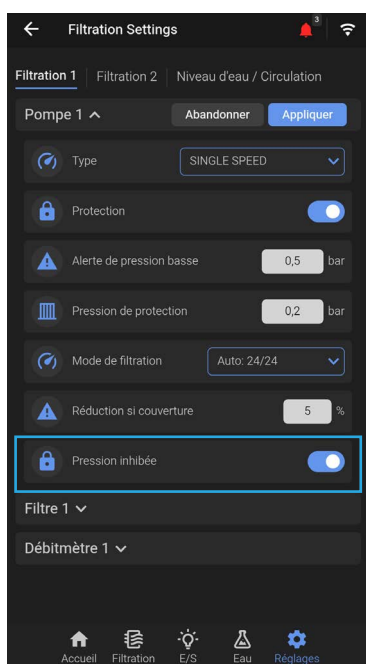 Filtration Settings
3
Filtration 1
Filtration 2
Niveau d'eau / Circulation
Pompe 1
Abandonner
Appliquer
Type
SINGLE SPEED
Protection
Alerte de pression basse
0,5
bar
Pression de protection
0,2
bar
Mode de filtration
Auto: 24/24
Réduction si couverture
5
%
Pression inhibée
Filtre 1
Débitmètre 1
Accueil
Filtration
E/S
Eau
Réglages